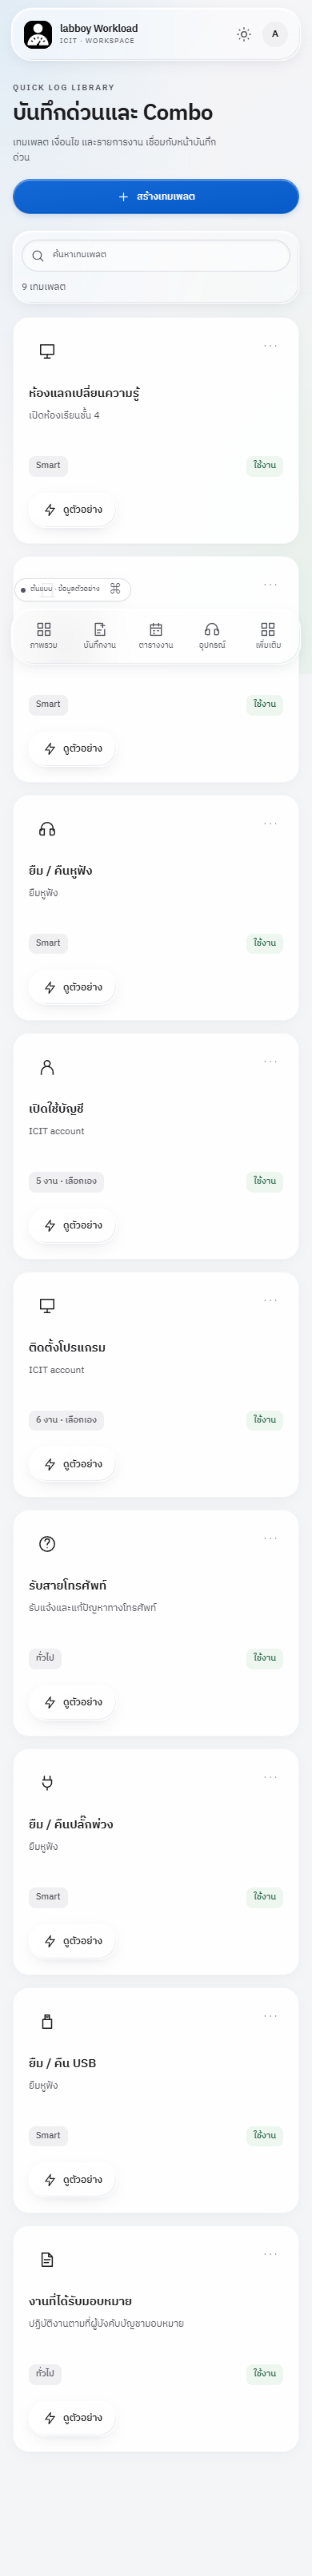 labboy Workload
ICIT · WORKSPACE
A
QUICK LOG LIBRARY
บันทึกด่วนและ Combo
เทมเพลต เงื่อนไข และรายการงาน เชื่อมกับหน้าบันทึก
ด่วน
สร้างเทมเพลต
ค้นหาเทมเพลต
9 เทมเพลต
ห้องแลกเปลี่ยนความรู้
เปิดห้องเรียนชั้น 4
Smart
ใช้งาน
ดูตัวอย่าง
ต้นแบบ · ข้อมูลตัวอย่าง
ภาพรวม
บันทึกงาน
ตารางงาน
อุปกรณ์
เพิ่มเติม
Smart
ใช้งาน
ดูตัวอย่าง
ยืม / คืนหูฟัง
ยืมหูฟัง
Smart
ใช้งาน
ดูตัวอย่าง
เปิดใช้บัญชี
ICIT account
5 งาน • เลือกเอง
ใช้งาน
ดูตัวอย่าง
ติดตั้งโปรแกรม
ICIT account
6 งาน • เลือกเอง
ใช้งาน
ดูตัวอย่าง
รับสายโทรศัพท์
รับแจ้งและแก้ปัญหาทางโทรศัพท์
ทั่วไป
ใช้งาน
ดูตัวอย่าง
ยืม / คืนปลั๊กพ่วง
ยืมหูฟัง
Smart
ใช้งาน
ดูตัวอย่าง
ยืม / คืน USB
ยืมหูฟัง
Smart
ใช้งาน
ดูตัวอย่าง
งานที่ได้รับมอบหมาย
ปฏิบัติงานตามที่ผู้บังคับบัญชามอบหมาย
ทั่วไป
ใช้งาน
ดูตัวอย่าง